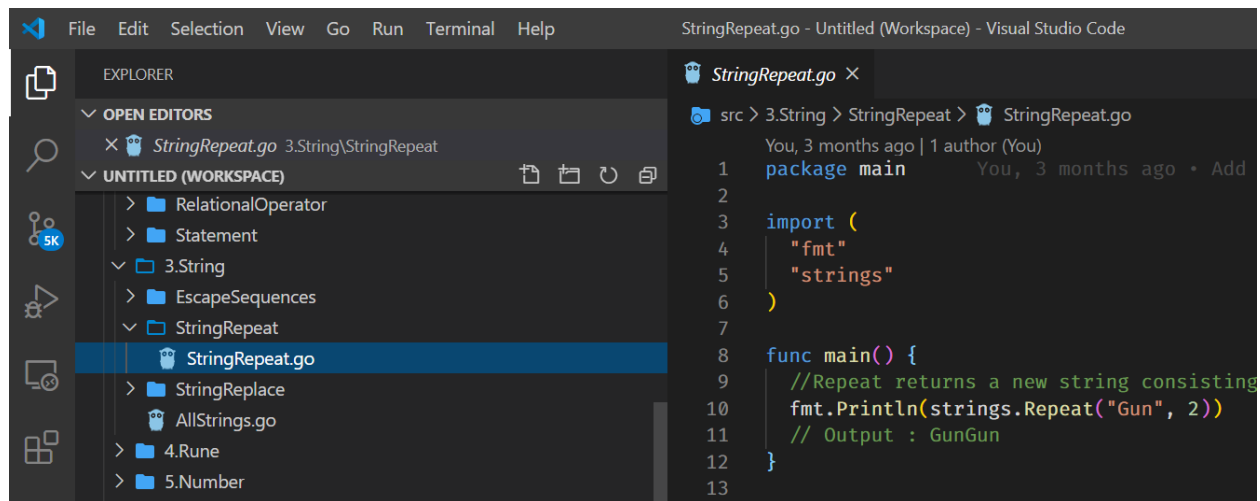 File Edit Selection View Go Run Terminal Help StringRepeat.go - Untitled (Workspace) - Visual Studio Code
EXPLORER
OPEN EDITORS
StringRepeat.go 3.String\StringRepeat
UNTITLED (WORKSPACE)
RelationalOperator
Statement
3.String
EscapeSequences
StringRepeat
StringRepeat.go
StringReplace
AllStrings.go
4.Rune
5.Number
5K
StringRepeat.go
src > 3.String > StringRepeat > StringRepeat.go
You, 3 months ago | 1 author (You)
1 package main You, 3 months ago • Add
2
3 import (
4 "fmt"
5 "strings"
6 )
7
8 func main() {
9 //Repeat returns a new string consisting
10 fmt.Println(strings.Repeat("Gun", 2))
11 // Output : GunGun
12 }
13